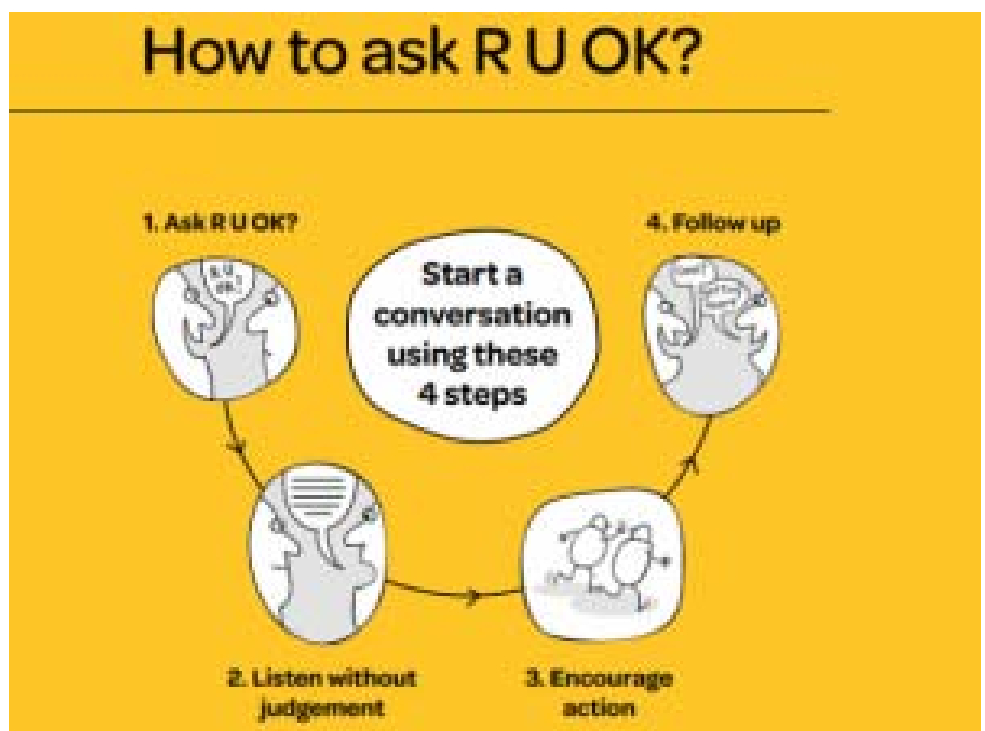 How to ask R U OK?
1. Ask R U OK?
R U
OK?
Start a
conversation
using these
4 steps
4. Follow up
2. Listen without
judgement
3. Encourage
action